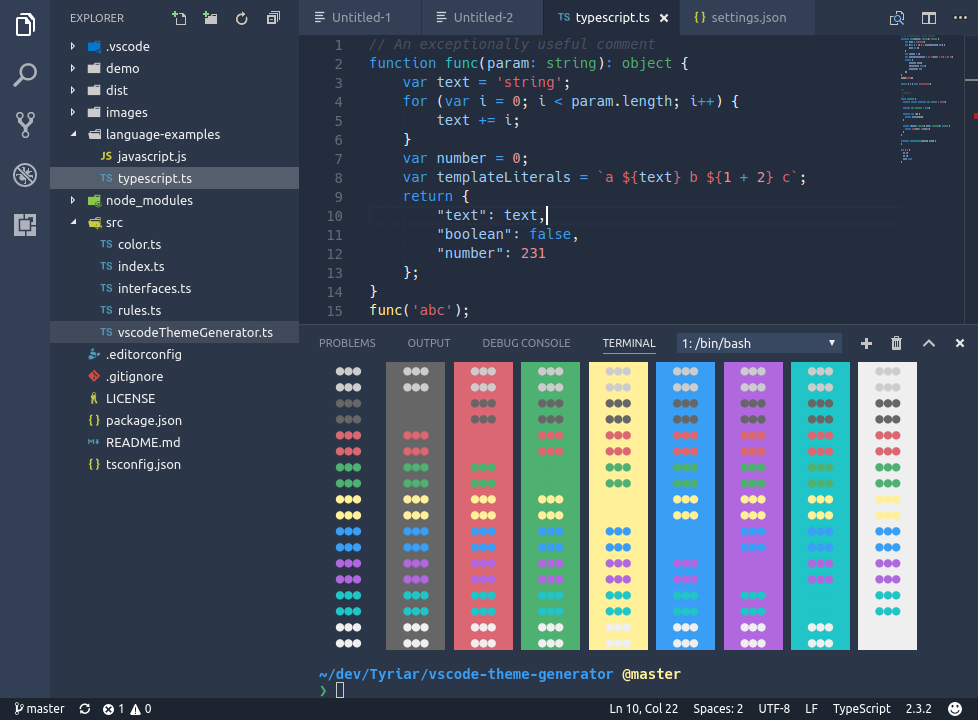 EXPLORER
.vscode
demo
dist
images
language-examples
JS javascript.js
TS typescript.ts
node_modules
src
TS color.ts
TS index.ts
TS interfaces.ts
TS rules.ts
TS vscodeThemeGenerator.ts
.editorconfig
.gitignore
LICENSE
{} package.json
README.md
{} tsconfig.json
Untitled-1 Untitled-2 TS typescript.ts × {} settings.json
1 // An exceptionally useful comment
2 function func(param: string): object {
3 var text = 'string';
4 for (var i = 0; i < param.length; i++) {
5 text += i;
6 }
7 var number = 0;
8 var templateLiterals = `a ${text} b ${1 + 2} c`;
9 return {
10 "text": text,
11 "boolean": false,
12 "number": 231
13 };
14 }
15 func('abc');
PROBLEMS OUTPUT DEBUG CONSOLE TERMINAL 1: /bin/bash
~/dev/Tyriar/vscode-theme-generator @master
❯
master 1 0 Ln 10, Col 22 Spaces: 2 UTF-8 LF TypeScript 2.3.2